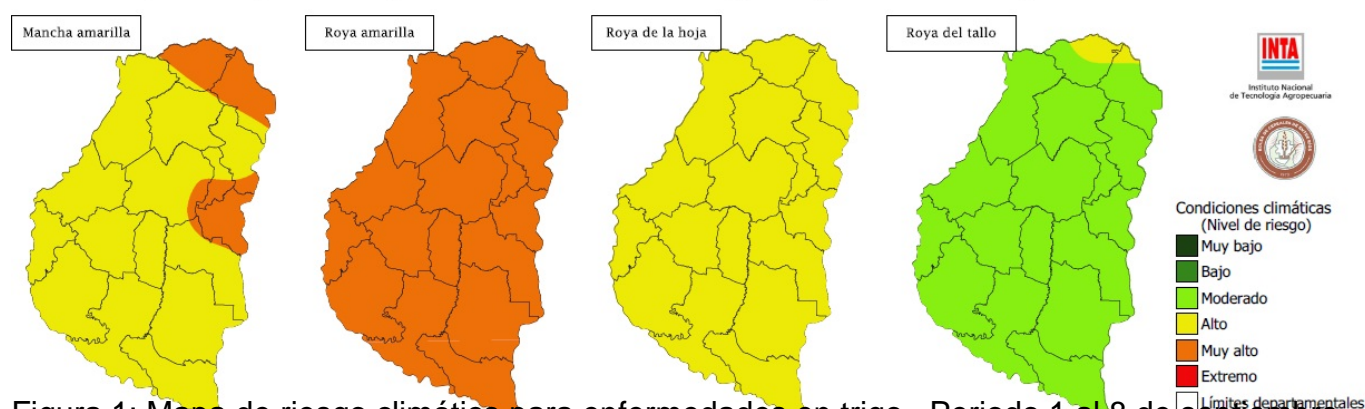 Mancha amarilla
Roya amarilla
Roya de la hoja
Roya del tallo
INTA
Instituto Nacional
de Tecnología Agropecuaria
Condiciones climáticas
(Nivel de riesgo)
Muy bajo
Bajo
Moderado
Alto
Muy alto
Extremo
Límites departamentales
Figura 1: Mapa de riesgo climático para enfermedades en trigo. Periodo 1 al 8 de